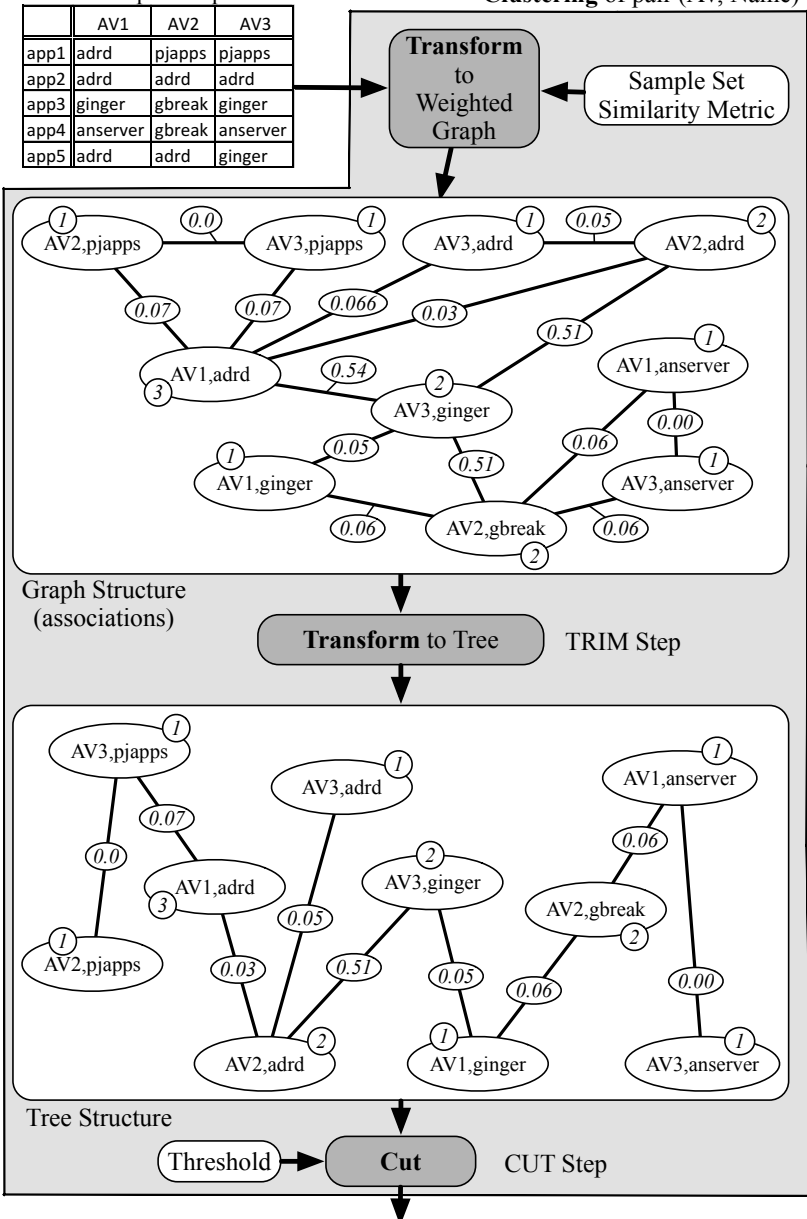 Clustering of pair (AV, Name)
AV1 AV2 AV3
app1 adrd pjapps pjapps
app2 adrd adrd adrd
app3 ginger gbreak ginger
app4 anserver gbreak anserver
app5 adrd adrd ginger
Transform
to
Weighted
Graph
Sample Set
Similarity Metric
1 0.0 1 1 0.05 2
AV2,pjapps AV3,pjapps AV3,adrd AV2,adrd
0.07 0.07 0.066 0.03
0.51 1
AV1,adrd 0.54 2 AV1,anserver
3 AV3,ginger
0.00
1 0.05 0.06 1
AV1,ginger 0.51 AV3,anserver
0.06 AV2,gbreak 0.06
2
Graph Structure
(associations)
Transform to Tree TRIM Step
1
AV3,pjapps 1 1
AV3,adrd AV1,anserver
0.07
0.0 2 0.06
AV1,adrd AV3,ginger
3 AV2,gbreak
1 0.05 2
AV2,pjapps 0.03 0.51 0.05 0.06 0.00
2 1 1
AV2,adrd AV1,ginger AV3,anserver
Tree Structure
Threshold Cut CUT Step